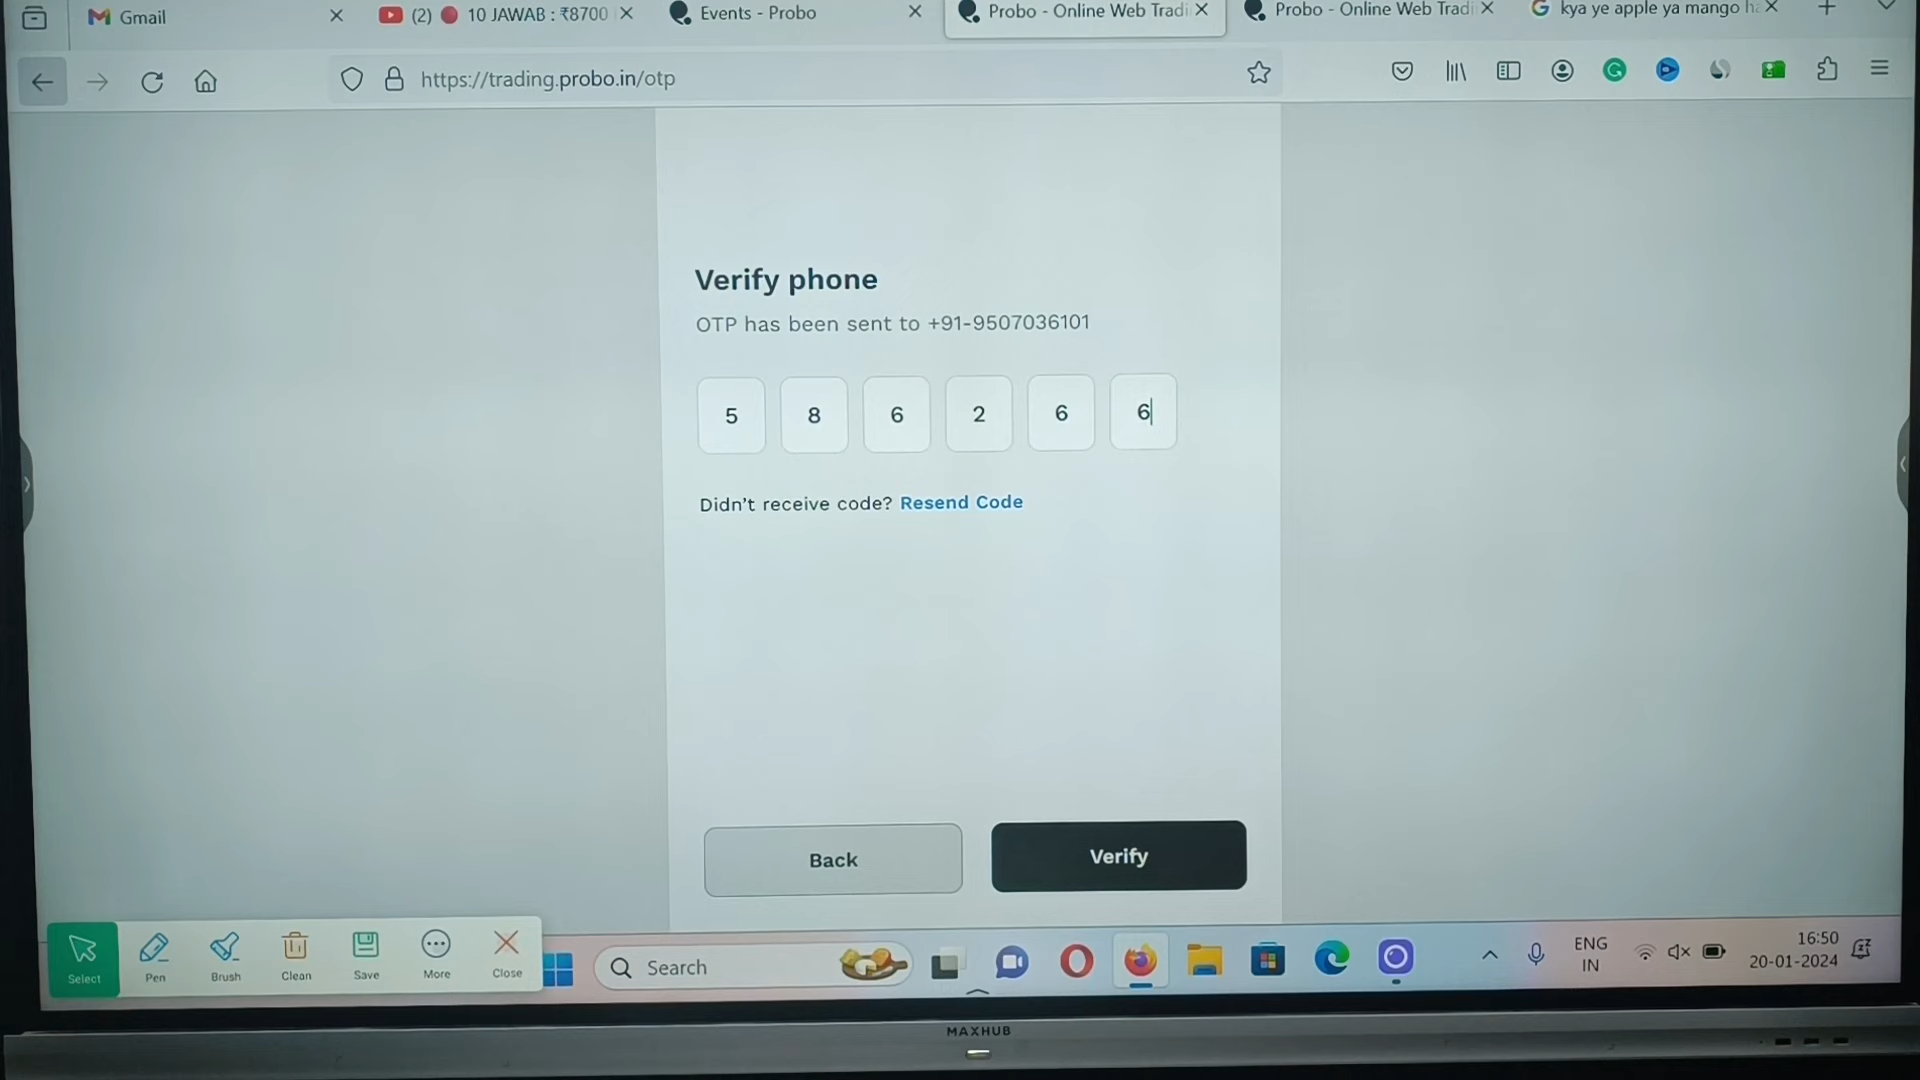 Gmail
(2) 10 JAWAB : ₹8700
Events - Probo
Probo - Online Web Tradi
Probo - Online Web Tradi
kya ye apple ya mango ha
https://trading.probo.in/otp
Verify phone
OTP has been sent to +91-9507036101
5 8 6 2 6 6
Didn't receive code? Resend Code
Back
Verify
Select
Pen
Brush
Clean
Save
More
Close
Search
ENG
IN
16:50
20-01-2024
MAXHUB